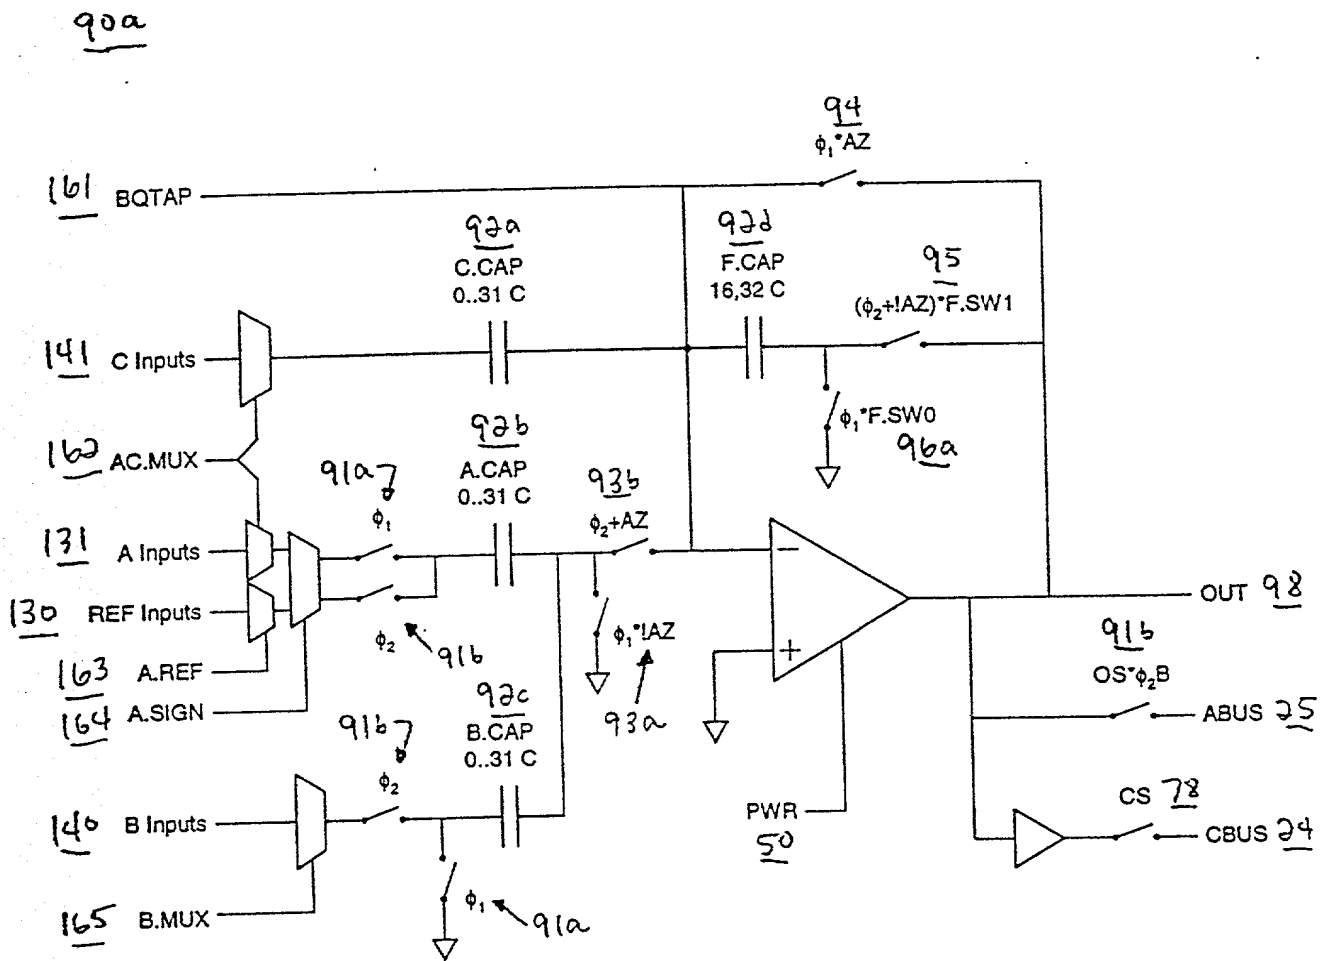 90a
94
ϕ1*AZ
161 BQTAP
92a
C.CAP
0..31 C
92d
F.CAP
16,32 C
95
(ϕ2+!AZ)*F.SW1
141 C Inputs
ϕ1*F.SW0
96a
162 AC.MUX
91a
ϕ1
92b
A.CAP
0..31 C
93b
ϕ2+AZ
131 A Inputs
130 REF Inputs
ϕ2
91b
ϕ1*!AZ
93a
163 A.REF
164 A.SIGN
OUT 98
91b
OS*ϕ2B
ABUS 25
91b
ϕ2
92c
B.CAP
0..31 C
140 B Inputs
PWR
50
CS 78
CBUS 24
165 B.MUX
ϕ1
91a
−
+